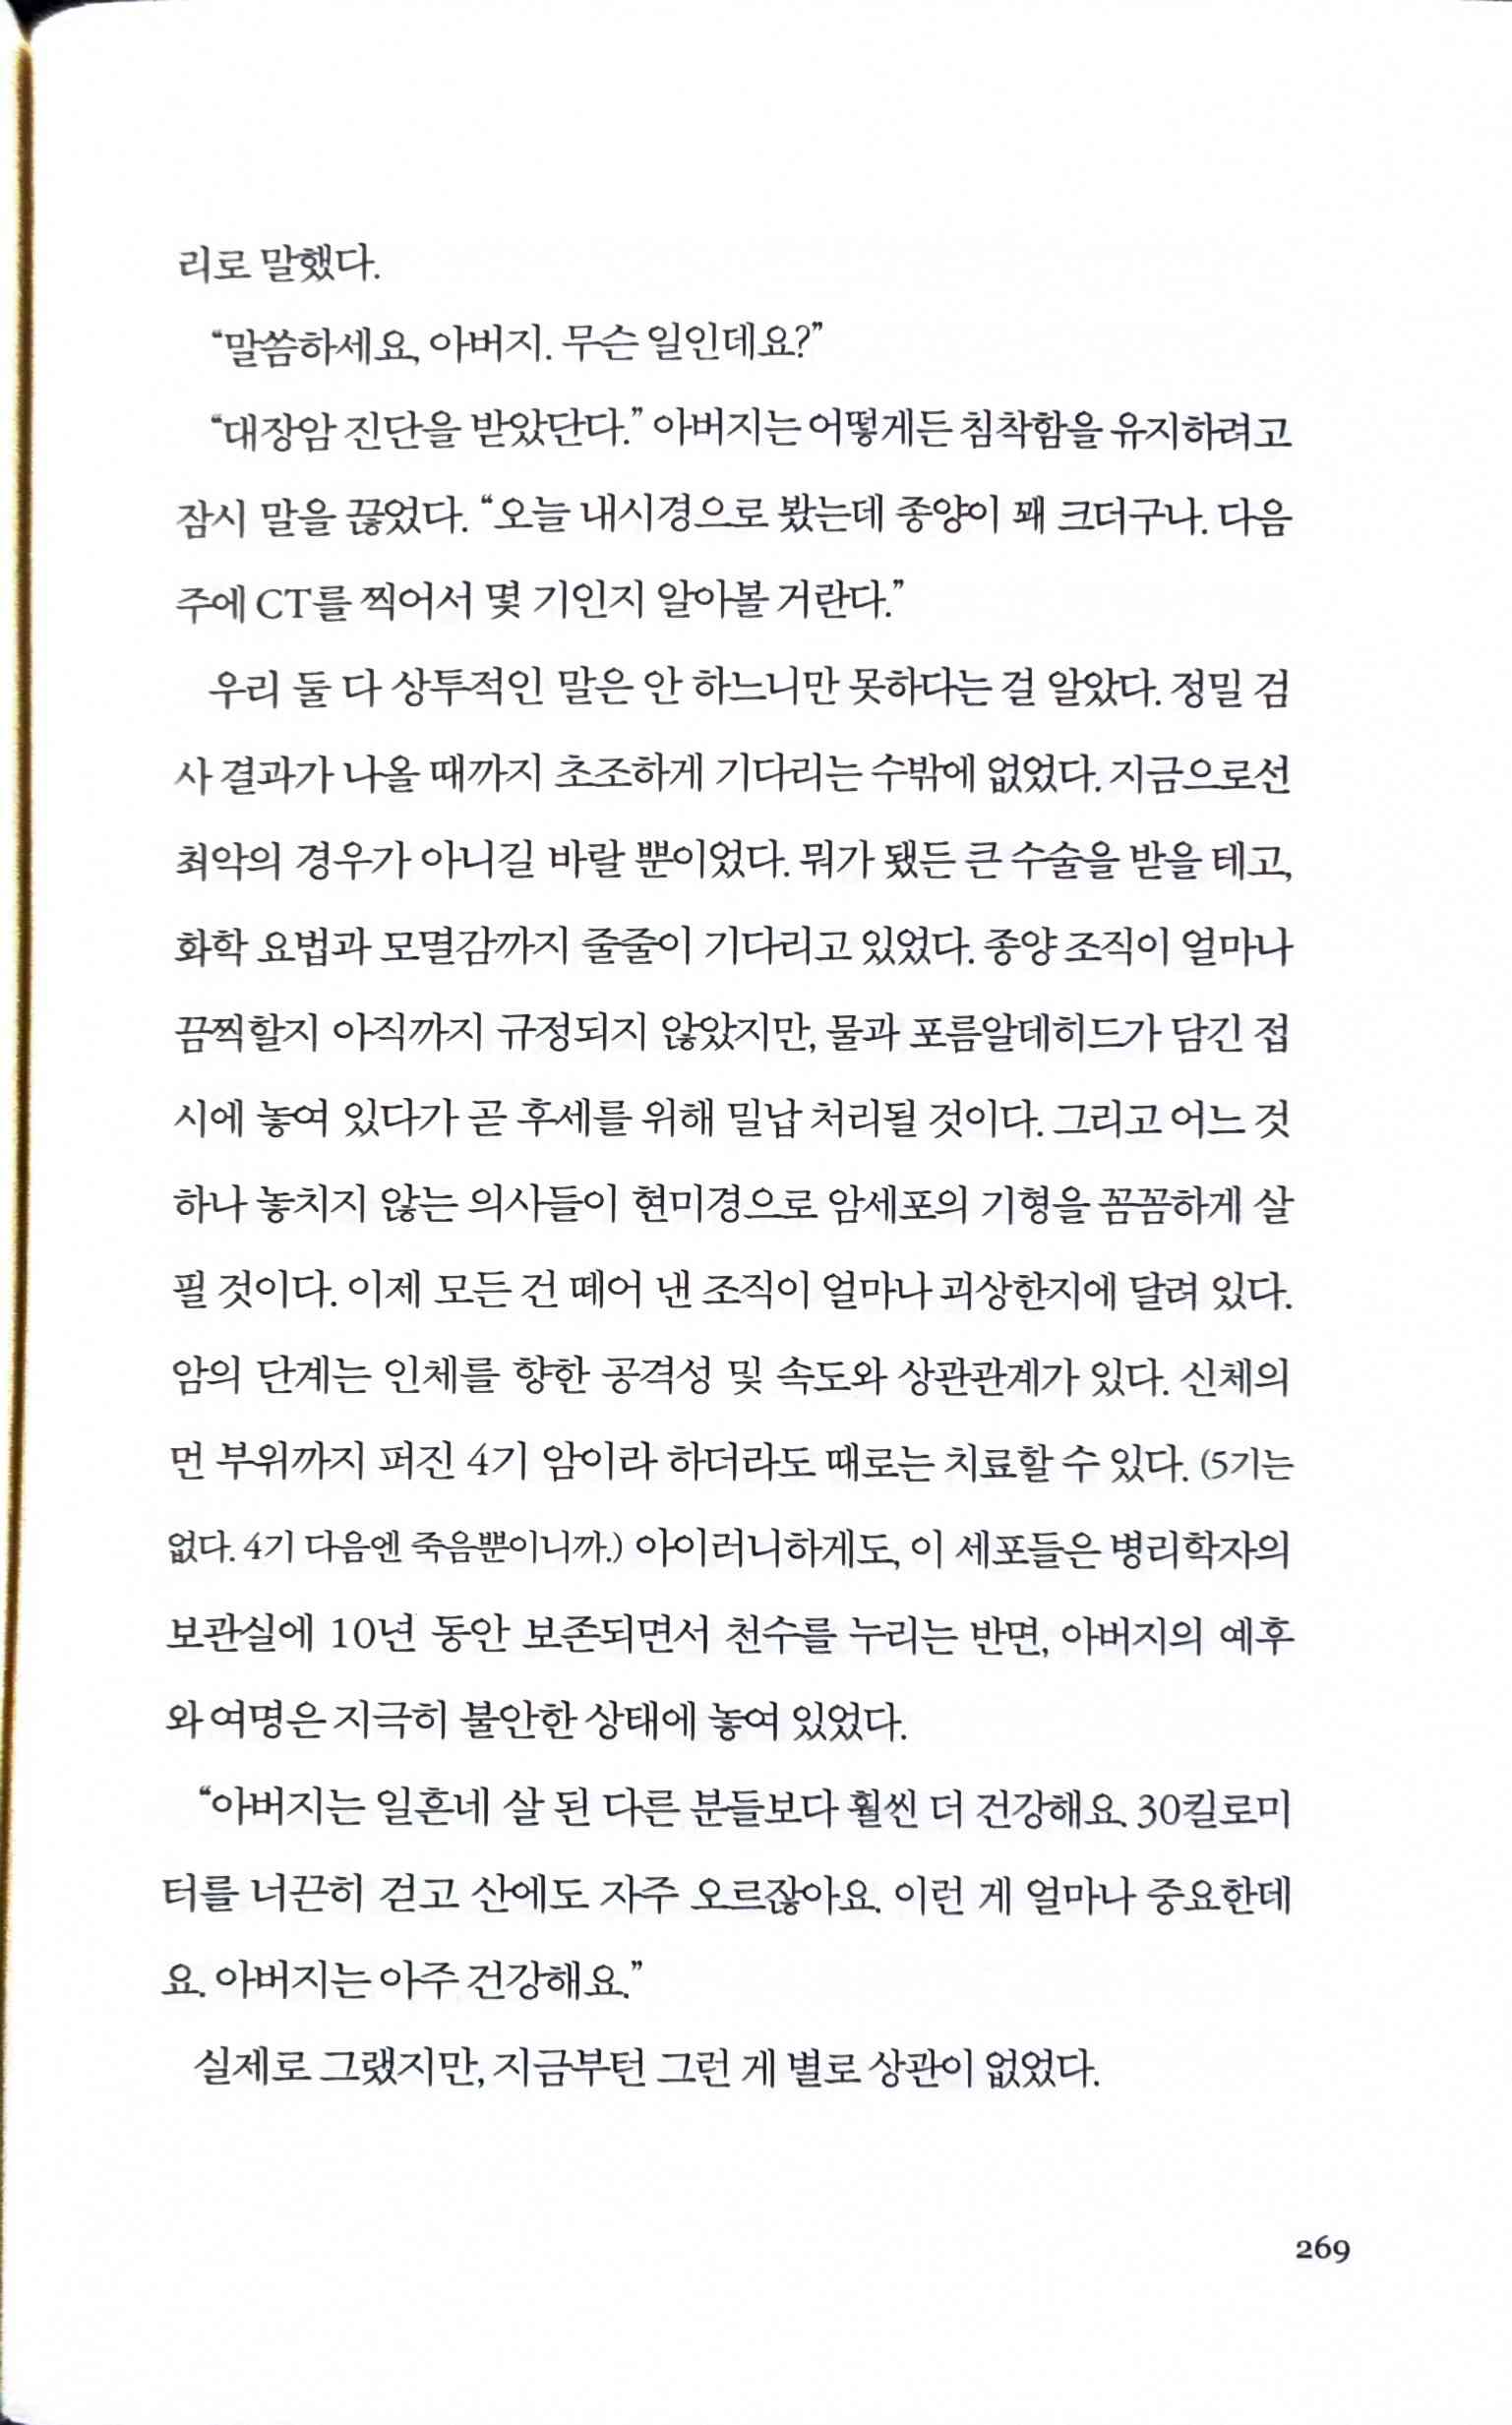 리로 말했다.
“말씀하세요, 아버지. 무슨 일인데요?”
“대장암 진단을 받았단다.” 아버지는 어떻게든 침착함을 유지하려고
잠시 말을 끊었다. “오늘 내시경으로 봤는데 종양이 꽤 크더구나. 다음
주에 CT를 찍어서 몇 기인지 알아볼 거란다.”
우리 둘 다 상투적인 말은 안 하느니만 못하다는 걸 알았다. 정밀 검
사 결과가 나올 때까지 초조하게 기다리는 수밖에 없었다. 지금으로선
최악의 경우가 아니길 바랄 뿐이었다. 뭐가 됐든 큰 수술을 받을 테고,
화학 요법과 모멸감까지 줄줄이 기다리고 있었다. 종양 조직이 얼마나
끔찍할지 아직까지 규정되지 않았지만, 물과 포름알데히드가 담긴 접
시에 놓여 있다가 곧 후세를 위해 밀납 처리될 것이다. 그리고 어느 것
하나 놓치지 않는 의사들이 현미경으로 암세포의 기형을 꼼꼼하게 살
필 것이다. 이제 모든 건 떼어 낸 조직이 얼마나 괴상한지에 달려 있다.
암의 단계는 인체를 향한 공격성 및 속도와 상관관계가 있다. 신체의
먼 부위까지 퍼진 4기 암이라 하더라도 때로는 치료할 수 있다. (5기는
없다. 4기 다음엔 죽음뿐이니까.) 아이러니하게도, 이 세포들은 병리학자의
보관실에 10년 동안 보존되면서 천수를 누리는 반면, 아버지의 예후
와 여명은 지극히 불안한 상태에 놓여 있었다.
“아버지는 일흔네 살 된 다른 분들보다 훨씬 더 건강해요. 30킬로미
터를 너끈히 걷고 산에도 자주 오르잖아요. 이런 게 얼마나 중요한데
요. 아버지는 아주 건강해요.”
실제로 그랬지만, 지금부턴 그런 게 별로 상관이 없었다.
269